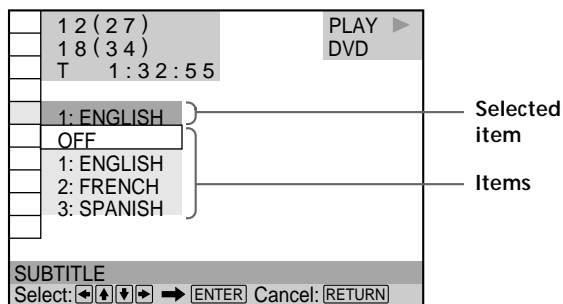 12(27)
18(34)
T 1:32:55
PLAY
DVD
1: ENGLISH
OFF
1: ENGLISH
2: FRENCH
3: SPANISH
Selected
item
Items
SUBTITLE
Select: ENTER Cancel: RETURN